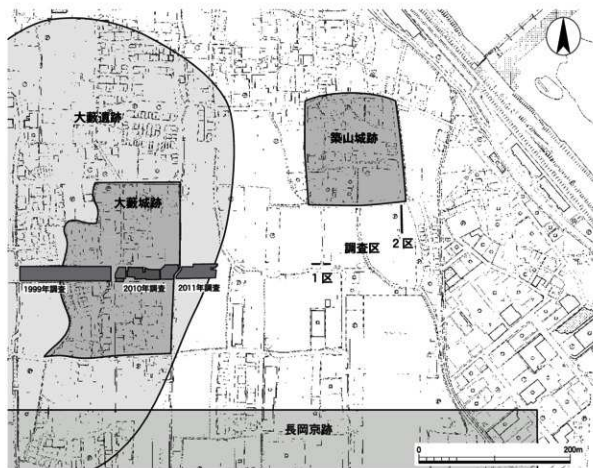 大藪遺跡
築山城跡
大藪城跡
調査区
2区
1区
1999年調査
2010年調査
2011年調査
長岡京跡
0
200m